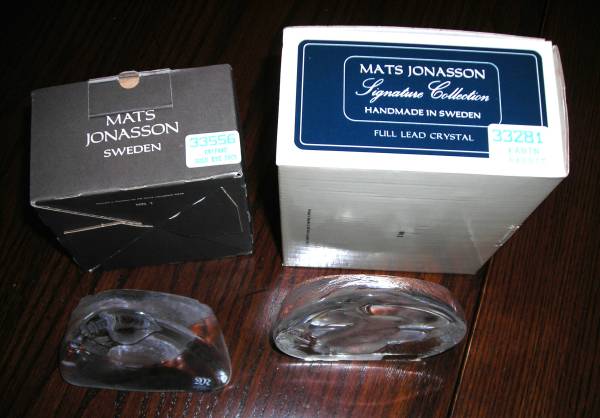 MATS
JONASSON
SWEDEN
33556
MATS JONASSON
Signature Collection
HANDMADE IN SWEDEN
FULL LEAD CRYSTAL
33281